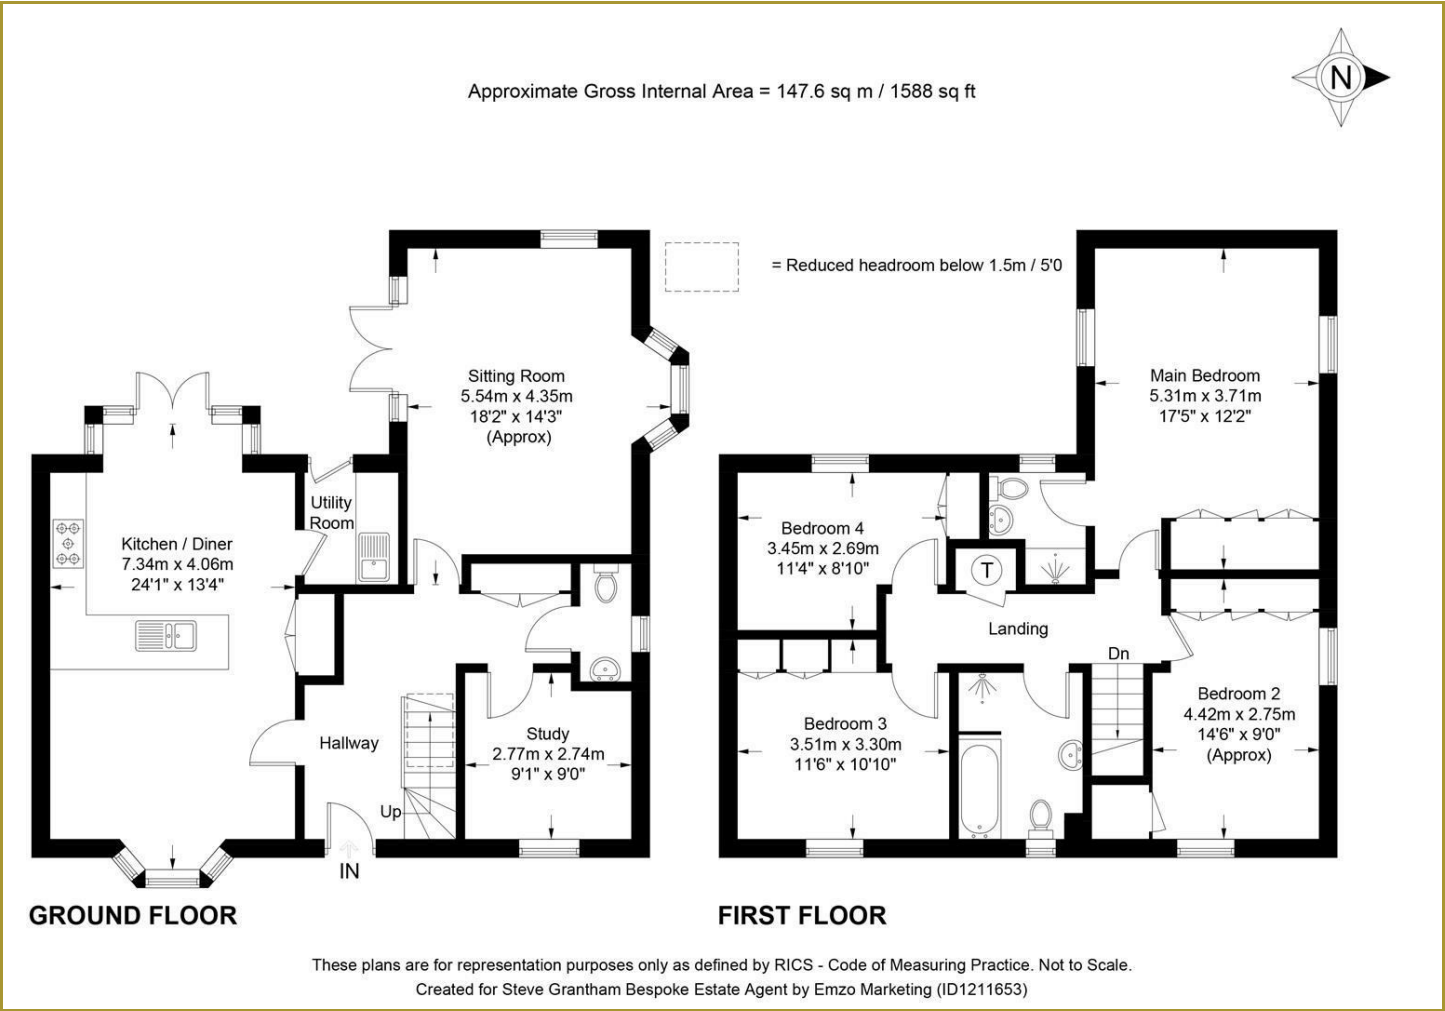 Approximate Gross Internal Area = 147.6 sq m / 1588 sq ft
N
= Reduced headroom below 1.5m / 5'0
Sitting Room
5.54m x 4.35m
18'2" x 14'3"
(Approx)
Utility
Room
Kitchen / Diner
7.34m x 4.06m
24'1" x 13'4"
Hallway
Study
2.77m x 2.74m
9'1" x 9'0"
Up
IN
GROUND FLOOR
Main Bedroom
5.31m x 3.71m
17'5" x 12'2"
Bedroom 4
3.45m x 2.69m
11'4" x 8'10"
T
Landing
Dn
Bedroom 2
4.42m x 2.75m
14'6" x 9'0"
(Approx)
Bedroom 3
3.51m x 3.30m
11'6" x 10'10"
FIRST FLOOR
These plans are for representation purposes only as defined by RICS - Code of Measuring Practice. Not to Scale.
Created for Steve Grantham Bespoke Estate Agent by Emzo Marketing (ID1211653)